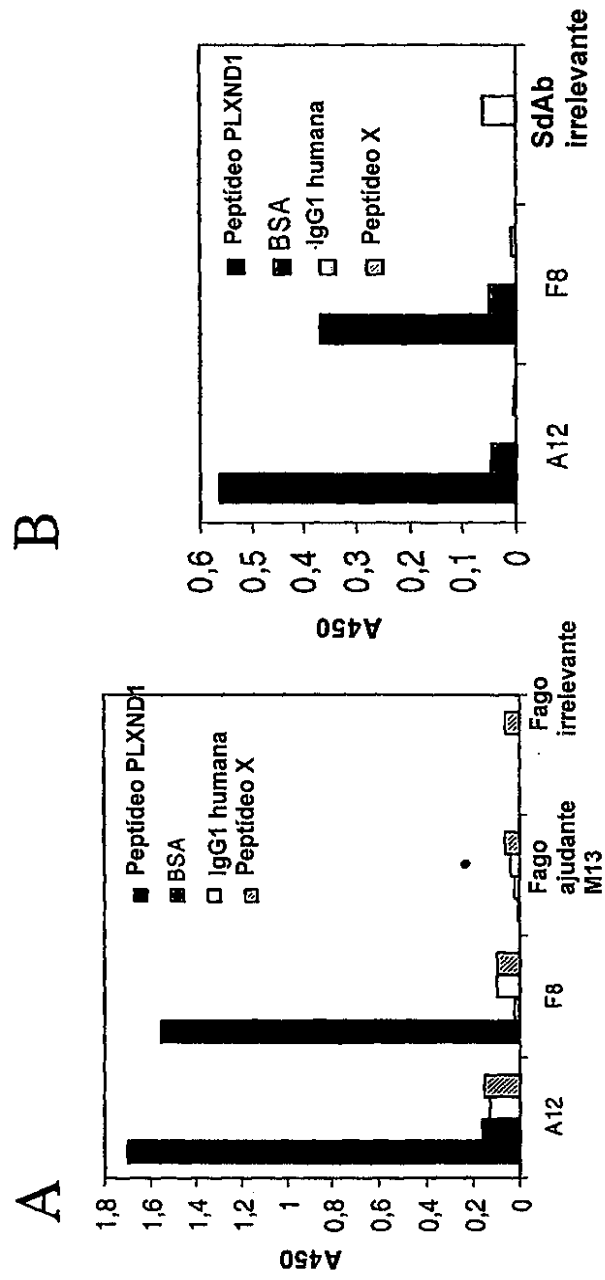 A
A450
1,8
1,6
1,4
1,2
1
0,8
0,6
0,4
0,2
0
Peptídeo PLXND1
BSA
IgG1 humana
Peptídeo X
A12
F8
Fago
ajudante
M13
Fago
irrelevante
B
A450
0,6
0,5
0,4
0,3
0,2
0,1
0
Peptídeo PLXND1
BSA
IgG1 humana
Peptídeo X
A12
F8
SdAb
irrelevante